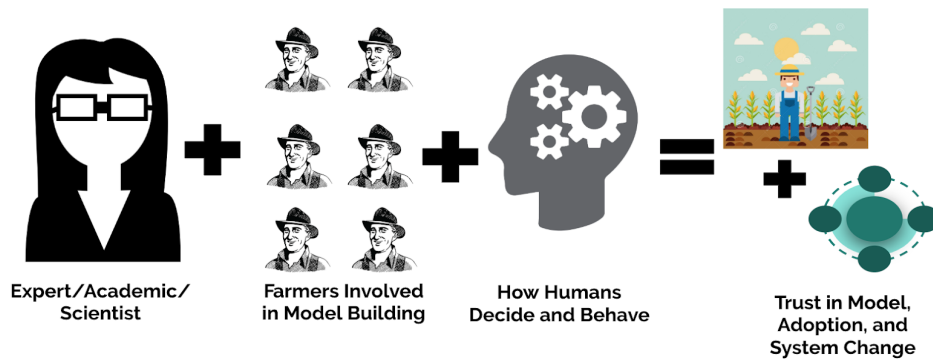 Expert/Academic/
Scientist
Farmers Involved
in Model Building
How Humans
Decide and Behave
Trust in Model,
Adoption, and
System Change